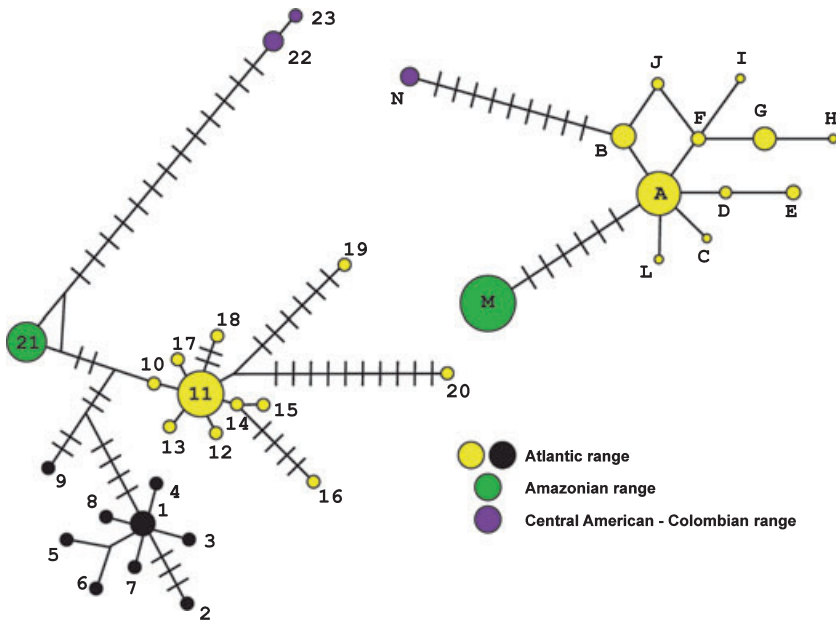 23
22
J
I
N
F
G
H
B
A
D
E
C
L
M
19
18
17
21
10
11
20
14
15
13
12
16
9
4
8
1
5
3
6
7
2
Atlantic range
Amazonian range
Central American - Colombian range